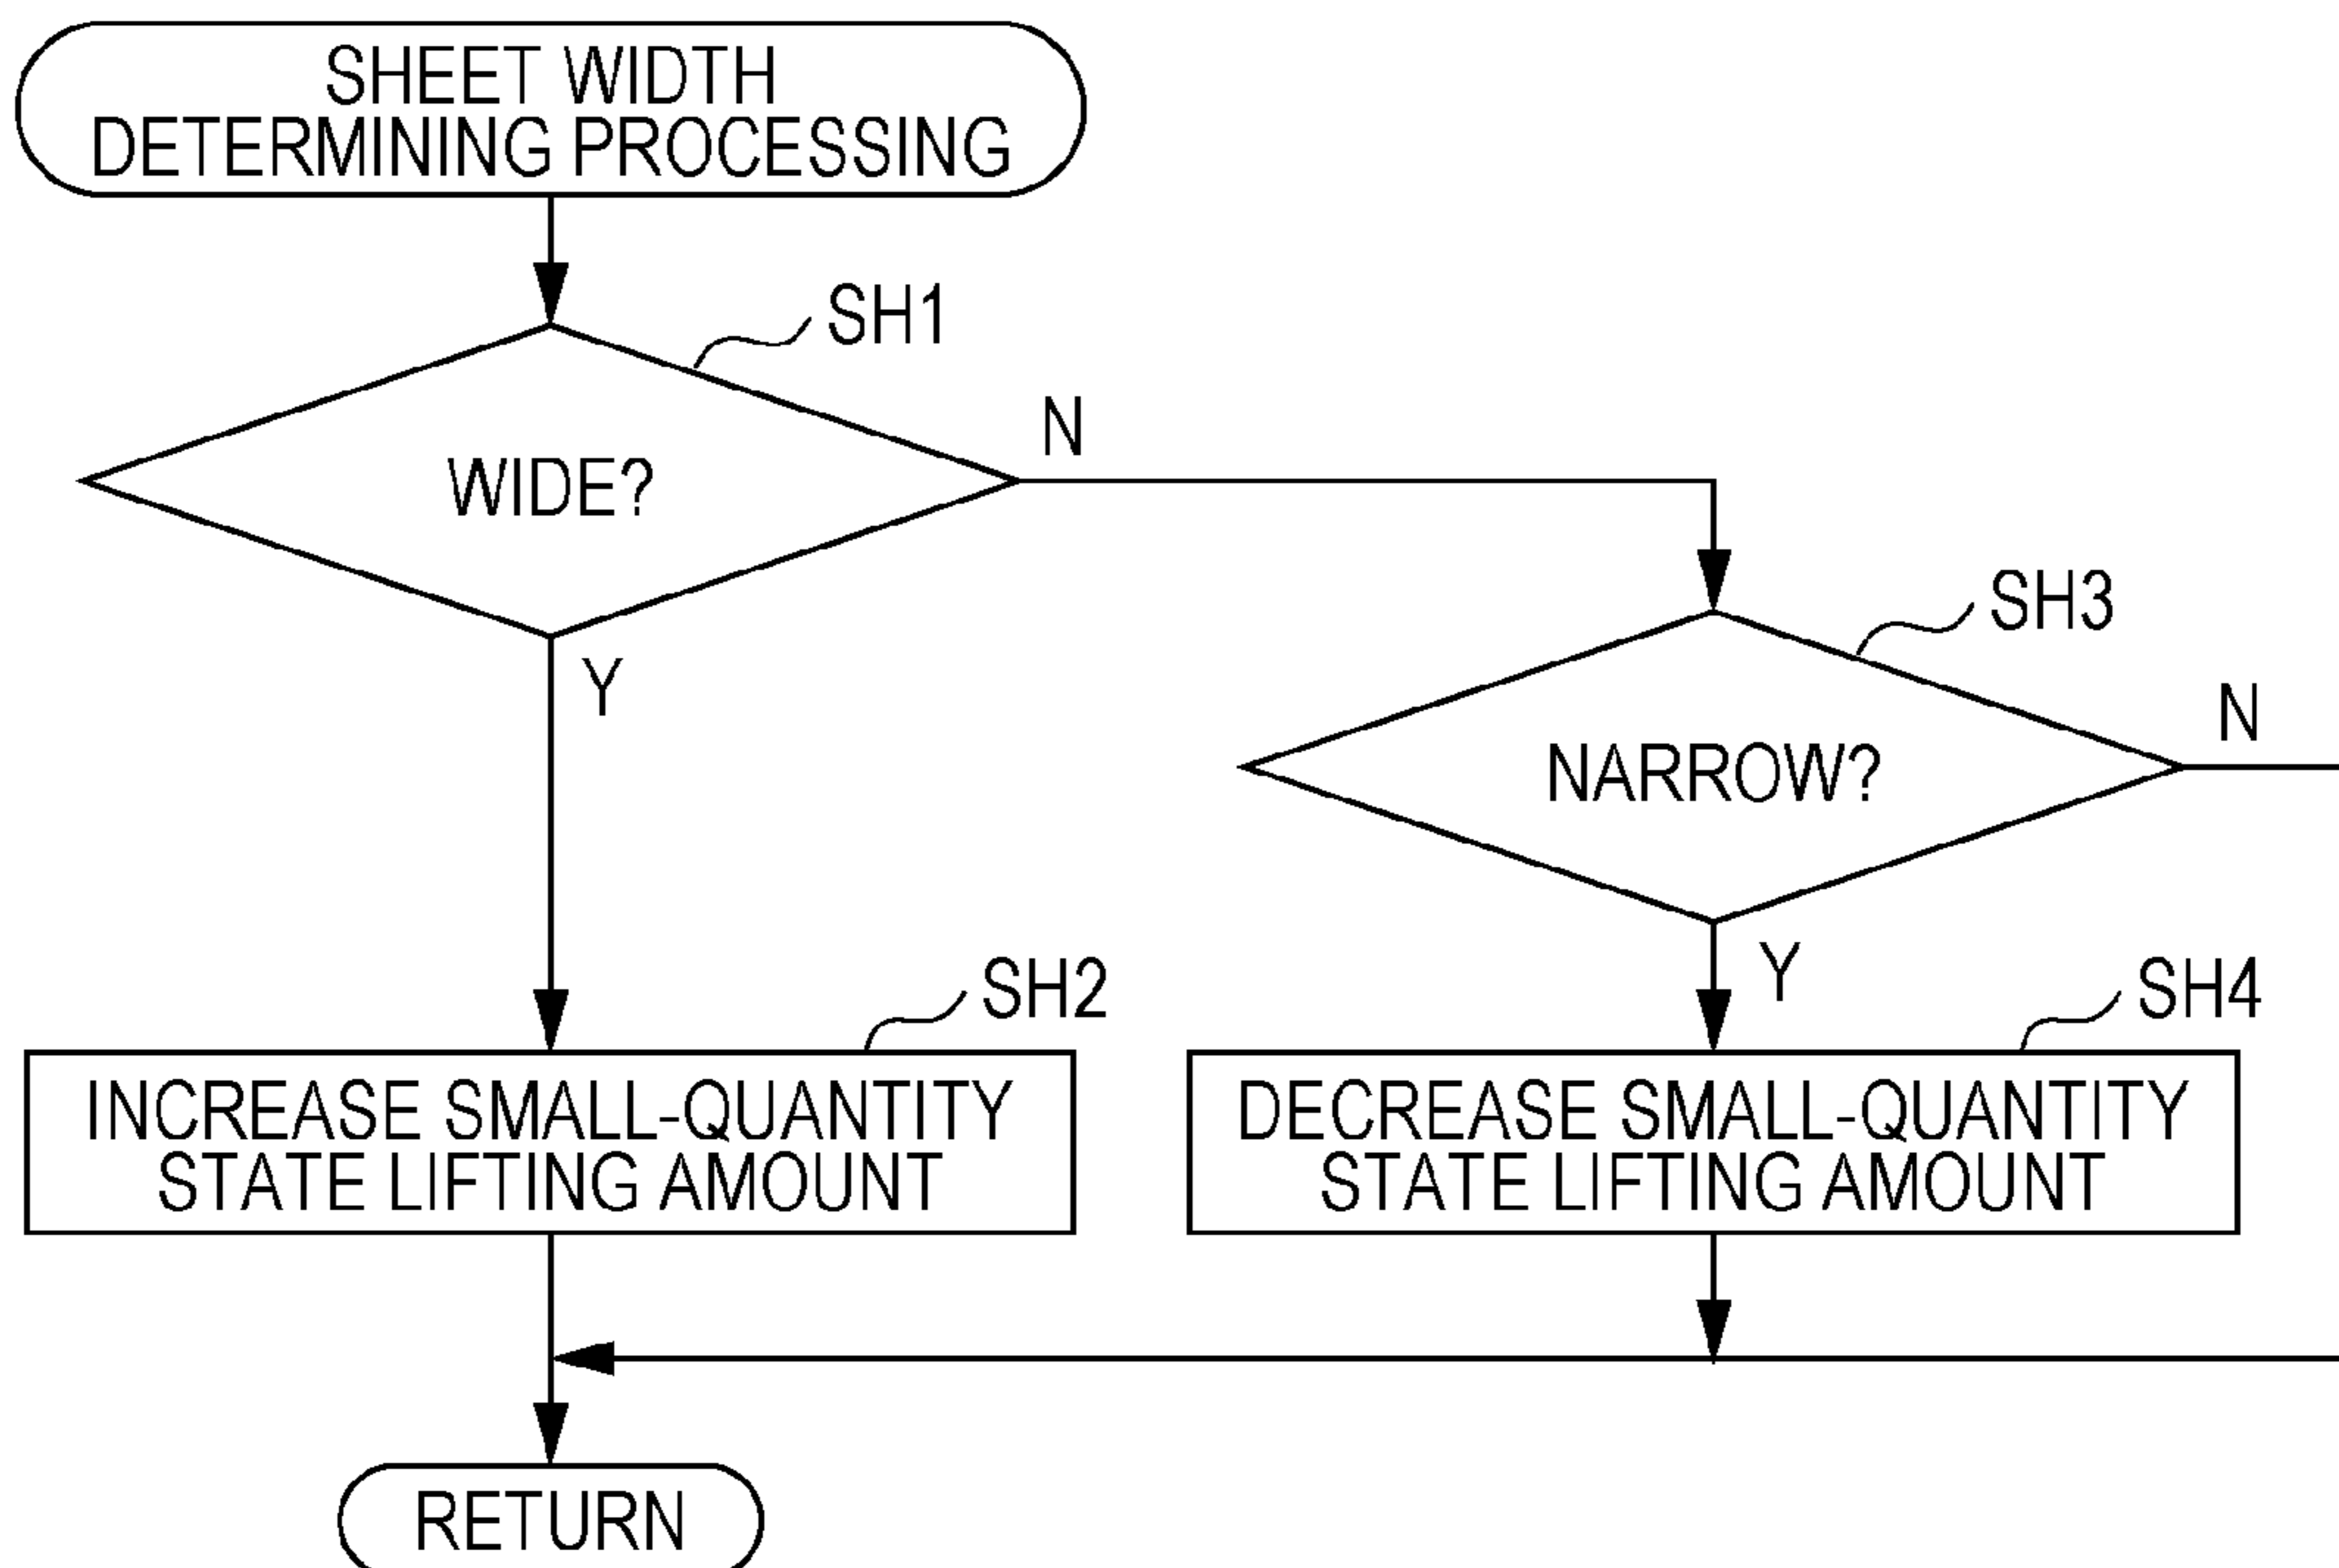 SHEET WIDTH
DETERMINING PROCESSING
SH1
WIDE?
N
Y
SH3
NARROW?
N
Y
SH2
INCREASE SMALL-QUANTITY
STATE LIFTING AMOUNT
SH4
DECREASE SMALL-QUANTITY
STATE LIFTING AMOUNT
RETURN